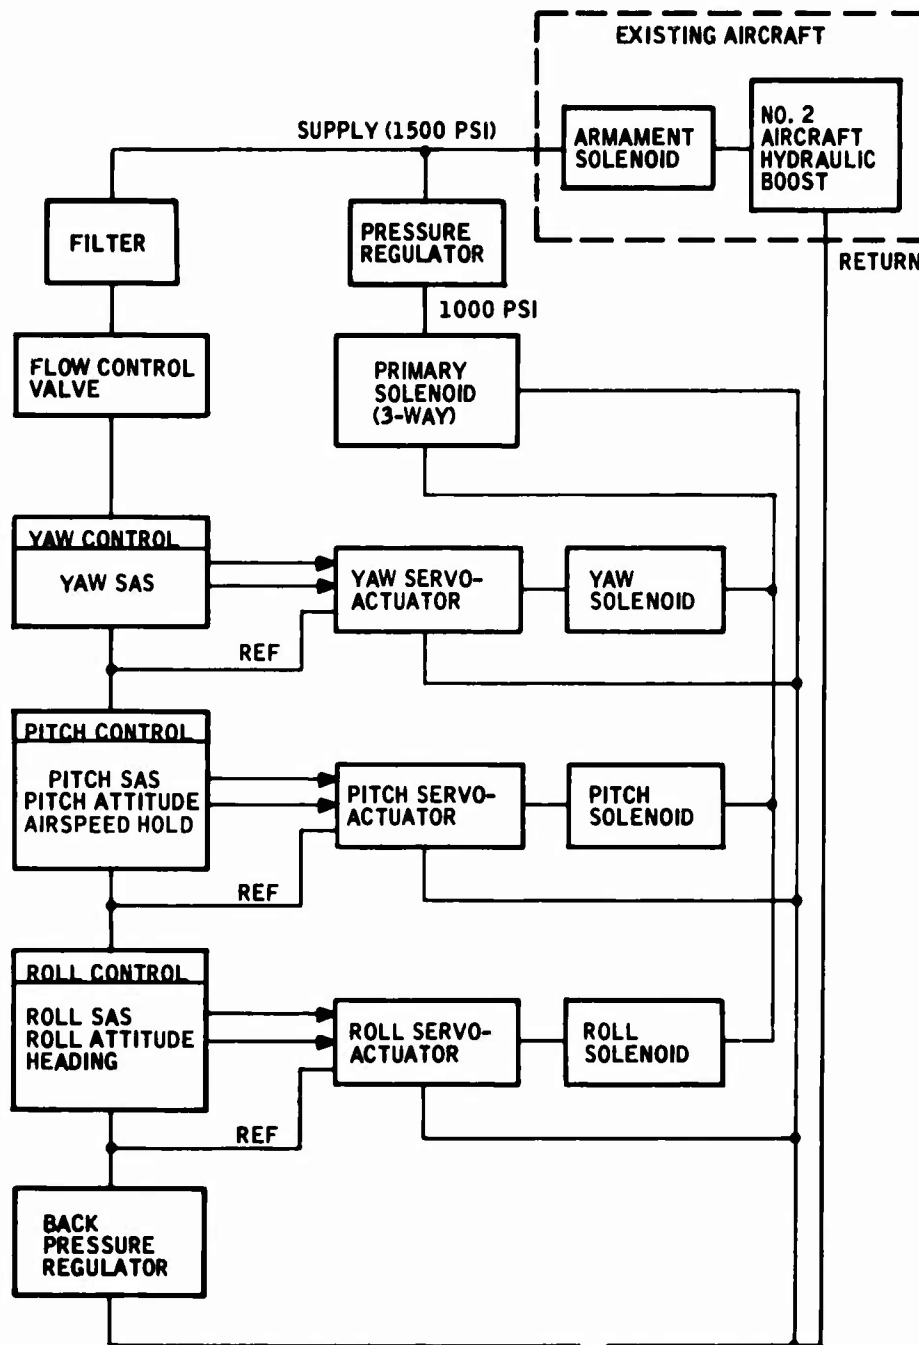 EXISTING AIRCRAFT
SUPPLY (1500 PSI)
ARMAMENT
SOLENOID
NO. 2
AIRCRAFT
HYDRAULIC
BOOST
FILTER
PRESSURE
REGULATOR
RETURN
1000 PSI
FLOW CONTROL
VALVE
PRIMARY
SOLENOID
(3-WAY)
YAW CONTROL
YAW SAS
YAW SERVO-
ACTUATOR
YAW
SOLENOID
REF
PITCH CONTROL
PITCH SAS
PITCH ATTITUDE
AIRSPEED HOLD
PITCH SERVO-
ACTUATOR
PITCH
SOLENOID
REF
ROLL CONTROL
ROLL SAS
ROLL ATTITUDE
HEADING
ROLL SERVO-
ACTUATOR
ROLL
SOLENOID
REF
BACK
PRESSURE
REGULATOR